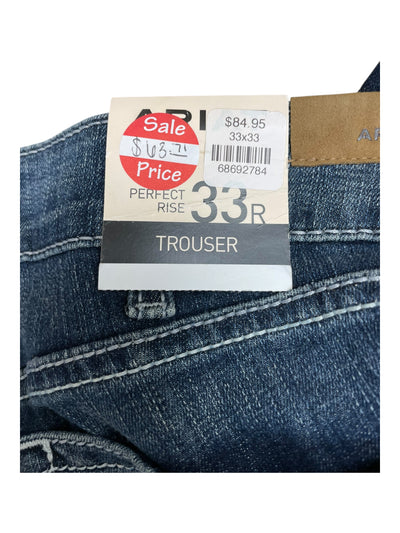 Sale
$63.71
Price
$84.95
33x33
68692784
PERFECT
RISE
33R
TROUSER